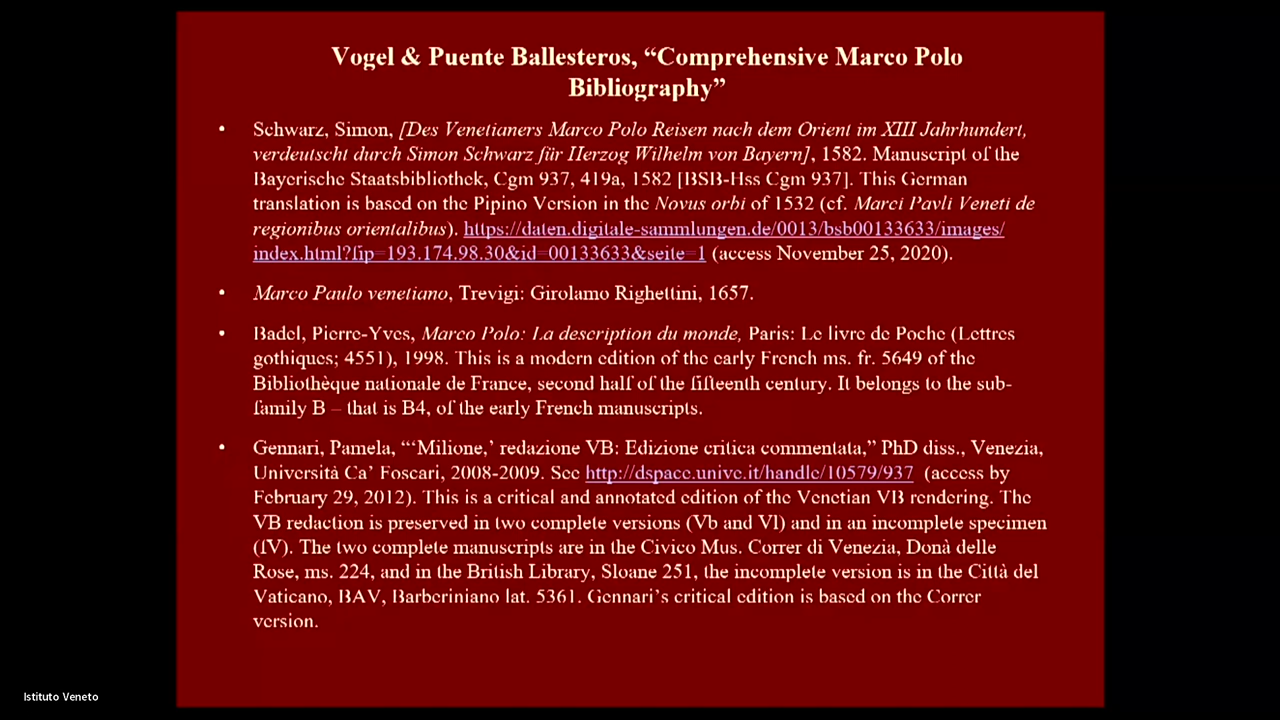 Vogel & Puente Ballesteros, “Comprehensive Marco Polo
Bibliography”
• Schwarz, Simon, [Des Venetianers Marco Polo Reisen nach dem Orient im XIII Jahrhundert,
verdeutscht durch Simon Schwarz für Herzog Wilhelm von Bayern], 1582. Manuscript of the
Bayerische Staatsbibliothek, Cgm 937, 419a, 1582 [BSB-Hss Cgm 937]. This German
translation is based on the Pipino Version in the Novus orbi of 1532 (cf. Marci Pavli Veneti de
regionibus orientalibus). https://daten.digitale-sammlungen.de/0013/bsb00133633/images/
index.html?fip=193.174.98.30&id=00133633&seite=1 (access November 25, 2020).
• Marco Paulo venetiano, Trevigi: Girolamo Righettini, 1657.
• Badel, Pierre-Yves, Marco Polo: La description du monde, Paris: Le livre de Poche (Lettres
gothiques; 4551), 1998. This is a modern edition of the early French ms. fr. 5649 of the
Bibliothèque nationale de France, second half of the fifteenth century. It belongs to the sub-
family B – that is B4, of the early French manuscripts.
• Gennari, Pamela, “‘Milione,’ redazione VB: Edizione critica commentata,” PhD diss., Venezia,
Università Ca’ Foscari, 2008-2009. See http://dspace.unive.it/handle/10579/937 (access by
February 29, 2012). This is a critical and annotated edition of the Venetian VB rendering. The
VB redaction is preserved in two complete versions (Vb and Vl) and in an incomplete specimen
(fV). The two complete manuscripts are in the Civico Mus. Correr di Venezia, Donà delle
Rose, ms. 224, and in the British Library, Sloane 251, the incomplete version is in the Città del
Vaticano, BAV, Barberiniano lat. 5361. Gennari’s critical edition is based on the Correr
version.
Istituto Veneto